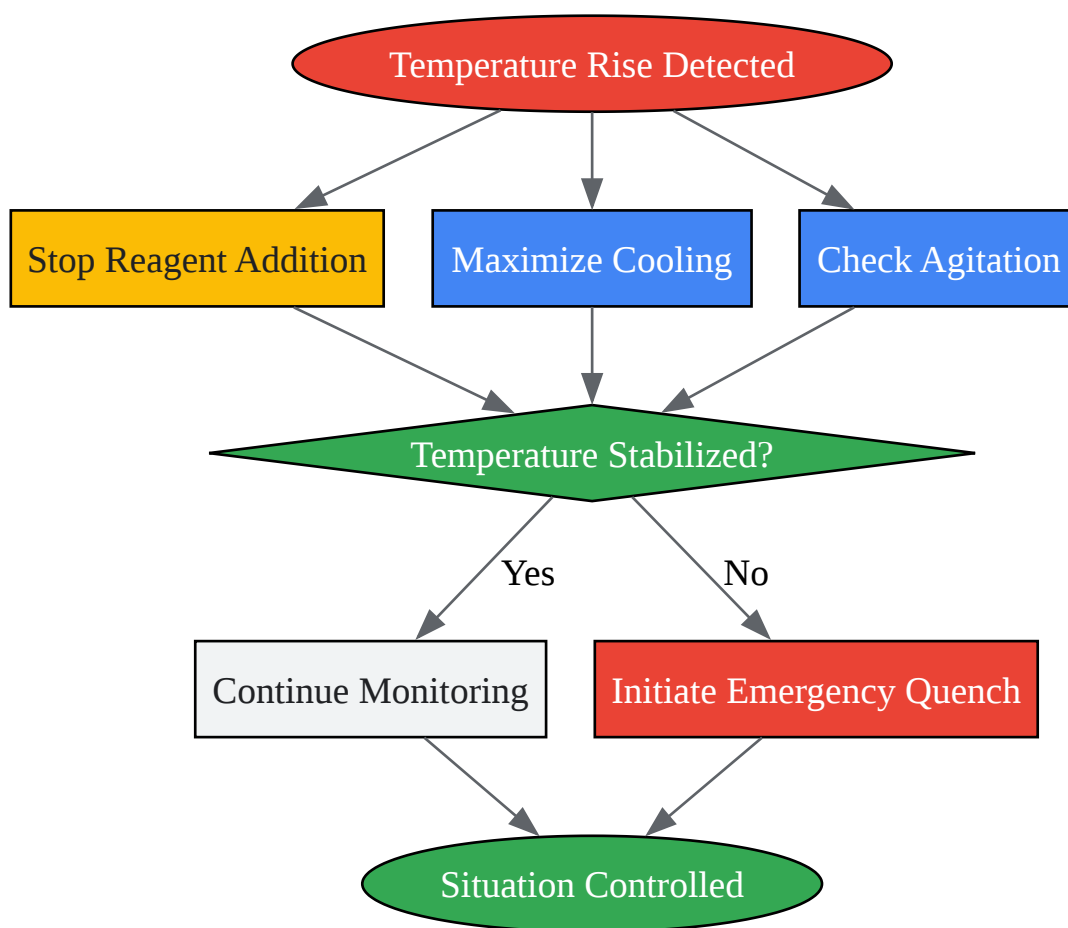 Temperature Rise Detected
Stop Reagent Addition
Maximize Cooling
Check Agitation
Temperature Stabilized?
Yes
No
Continue Monitoring
Initiate Emergency Quench
Situation Controlled